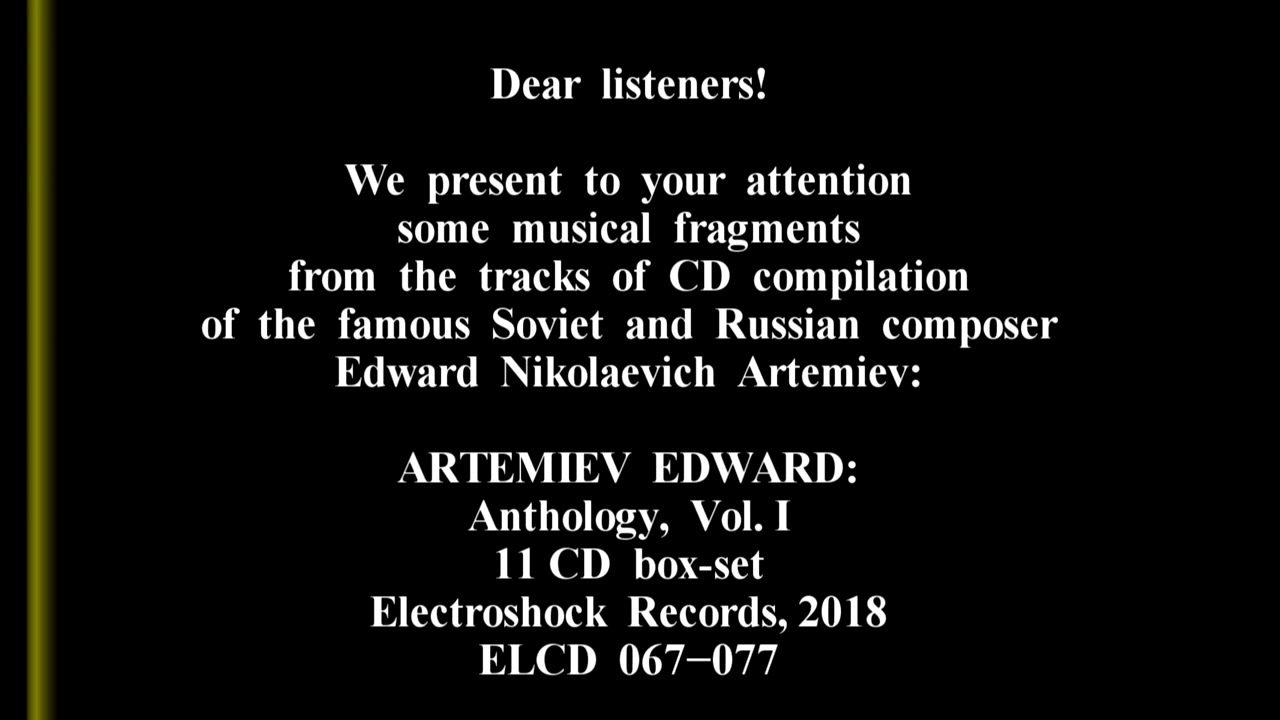 Dear listeners!
We present to your attention
some musical fragments
from the tracks of CD compilation
of the famous Soviet and Russian composer
Edward Nikolaevich Artemiev:
ARTEMIEV EDWARD:
Anthology, Vol. I
11 CD box-set
Electroshock Records, 2018
ELCD 067–077